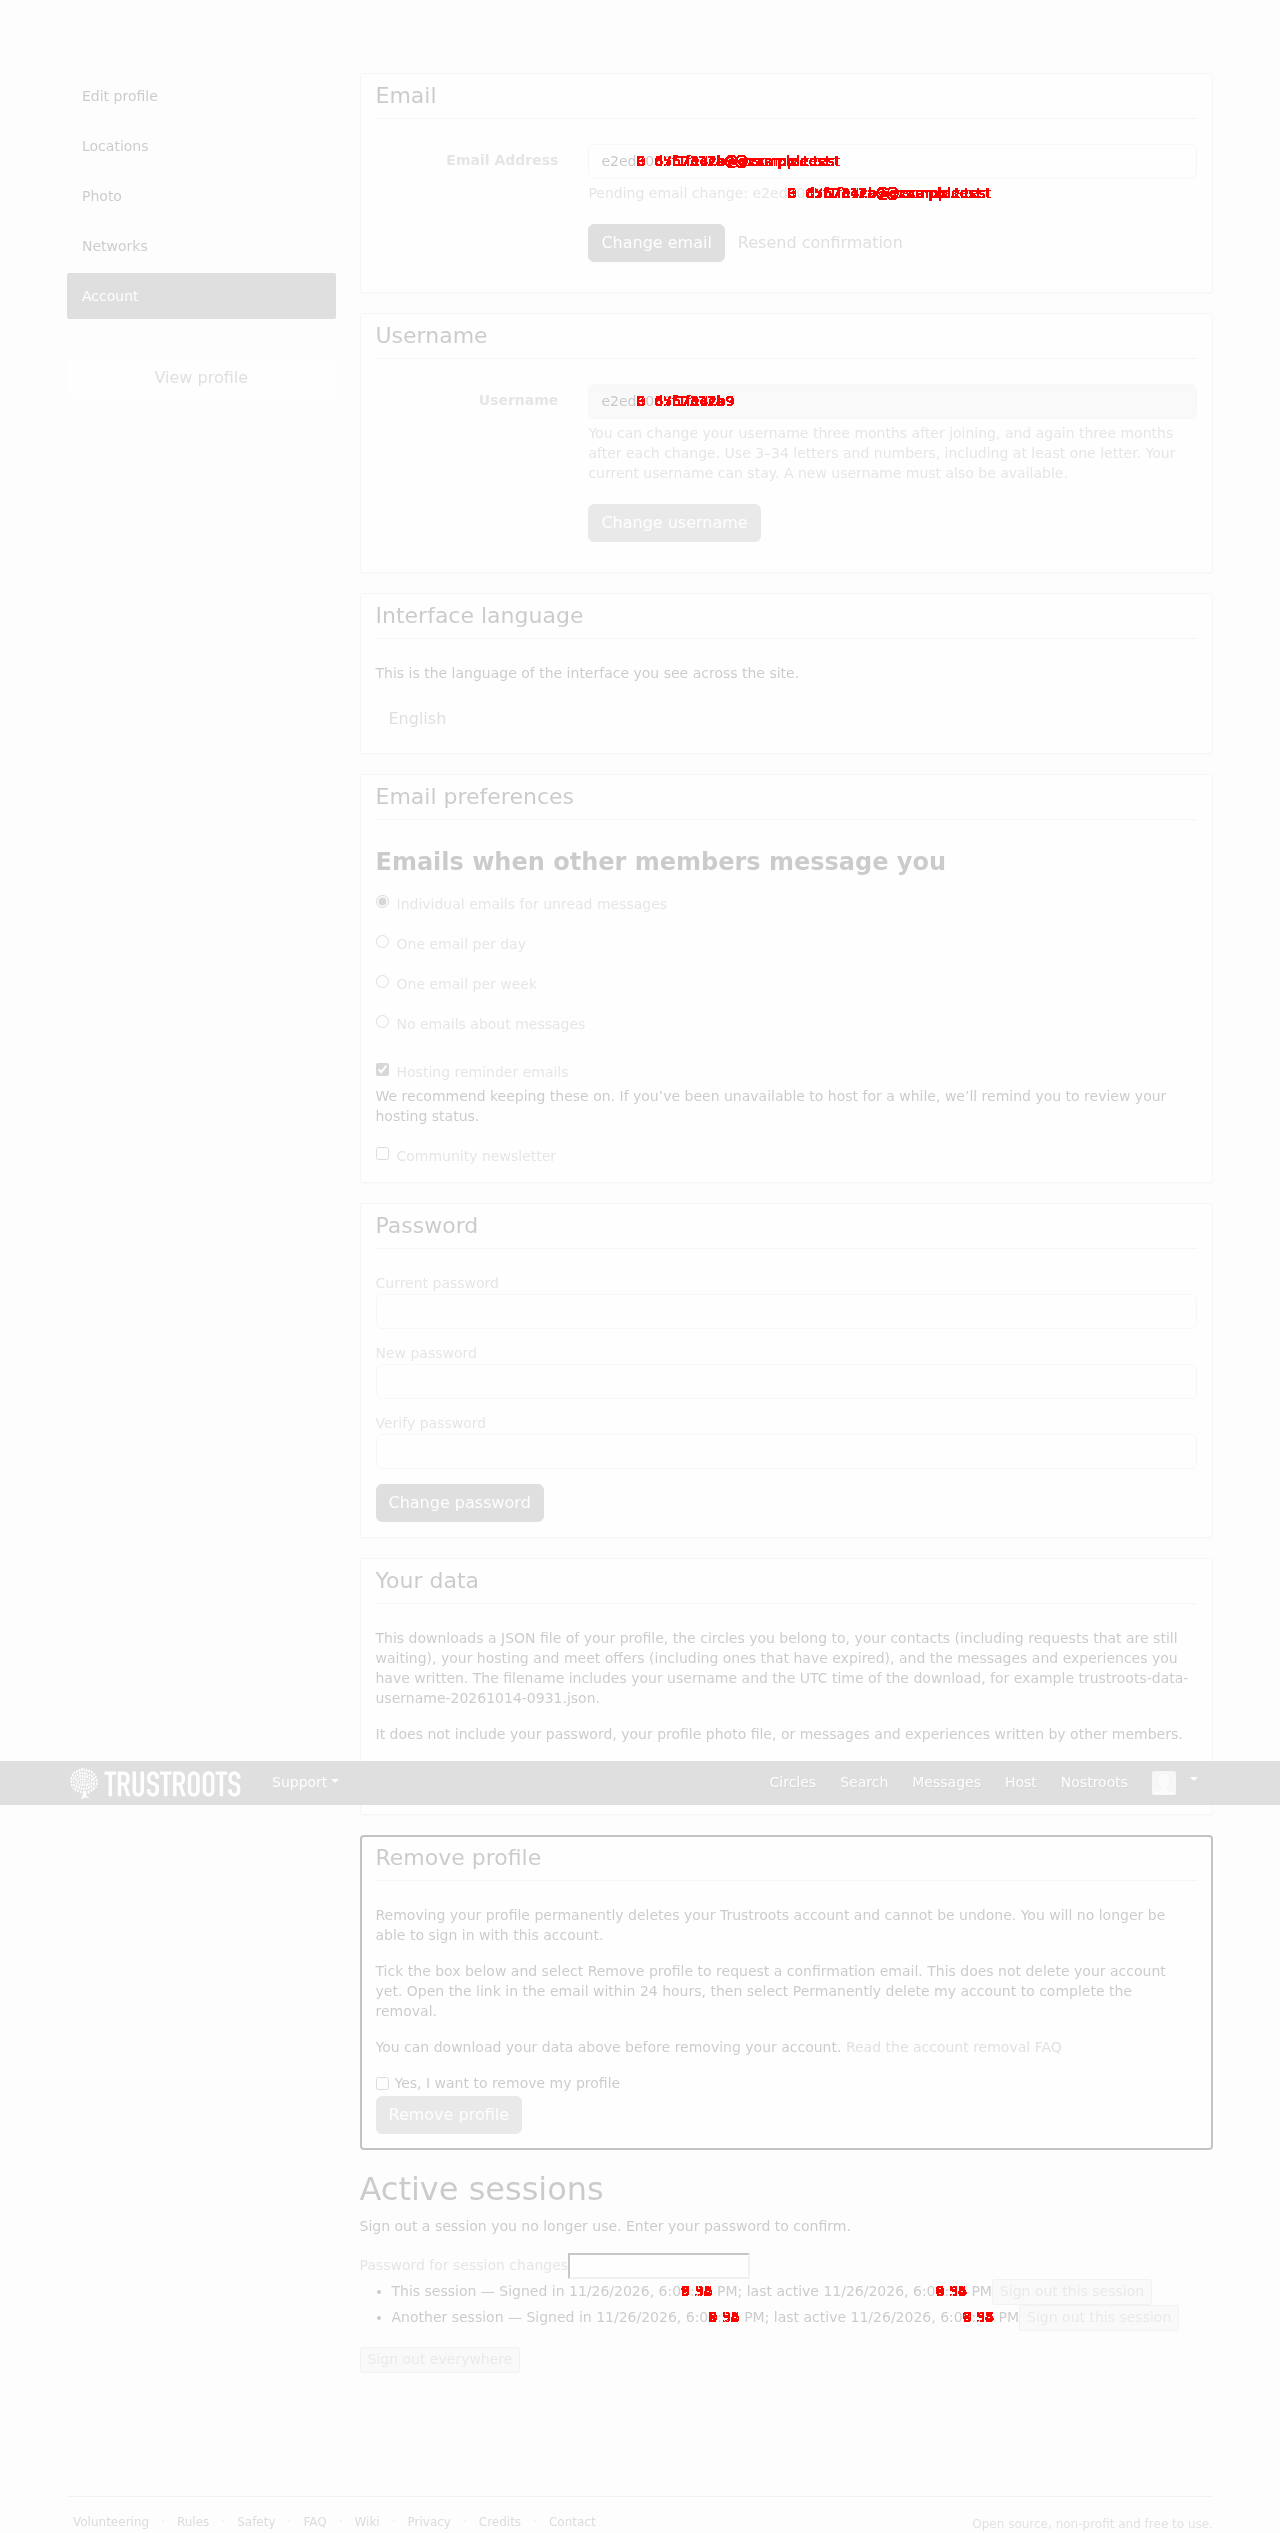 Edit profile
Locations
Photo
Networks
Account
View profile
Email
Email Address
Pending email change:
Change email Resend confirmation
Username
Username
You can change your username three months after joining, and again three months
after each change. Use 3–34 letters and numbers, including at least one letter. Your
current username can stay. A new username must also be available.
Change username
Interface language
This is the language of the interface you see across the site.
English
Email preferences
Emails when other members message you
Individual emails for unread messages
One email per day
One email per week
No emails about messages
Hosting reminder emails
We recommend keeping these on. If you’ve been unavailable to host for a while, we’ll remind you to review your
hosting status.
Community newsletter
Password
Current password
New password
Verify password
Change password
Your data
This downloads a JSON file of your profile, the circles you belong to, your contacts (including requests that are still
waiting), your hosting and meet offers (including ones that have expired), and the messages and experiences you
have written. The filename includes your username and the UTC time of the download, for example trustroots-data-
username-20261014-0931.json.
It does not include your password, your profile photo file, or messages and experiences written by other members.
TRUSTROOTS Support Circles Search Messages Host Nostroots
Remove profile
Removing your profile permanently deletes your Trustroots account and cannot be undone. You will no longer be
able to sign in with this account.
Tick the box below and select Remove profile to request a confirmation email. This does not delete your account
yet. Open the link in the email within 24 hours, then select Permanently delete my account to complete the
removal.
You can download your data above before removing your account. Read the account removal FAQ
Yes, I want to remove my profile
Remove profile
Active sessions
Sign out a session you no longer use. Enter your password to confirm.
Password for session changes
This session — Signed in 11/26/2026, PM; last active 11/26/2026, PM Sign out this session
Another session — Signed in 11/26/2026, PM; last active 11/26/2026, PM Sign out this session
Sign out everywhere
Volunteering · Rules · Safety · FAQ · Wiki · Privacy · Credits · Contact
Open source, non-profit and free to use.